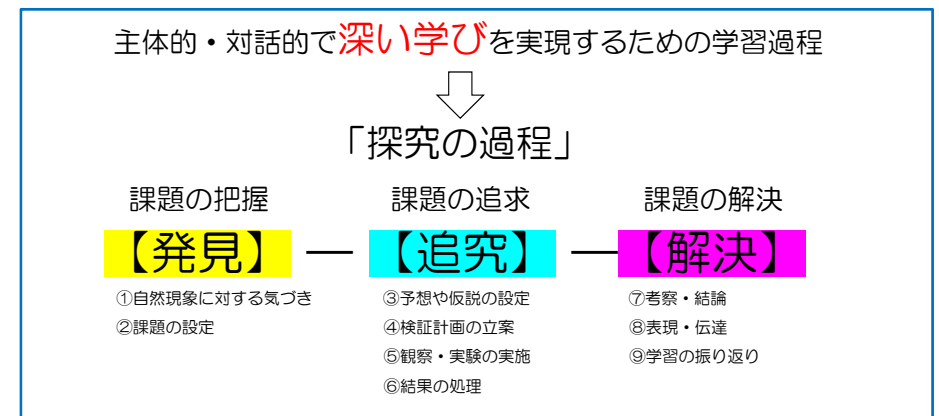 主体的・対話的で深い学びを実現するための学習過程
「探究の過程」
課題の把握
【発見】
①自然現象に対する気づき
②課題の設定
課題の追求
【追究】
③予想や仮説の設定
④検証計画の立案
⑤観察・実験の実施
⑥結果の処理
課題の解決
【解決】
⑦考察・結論
⑧表現・伝達
⑨学習の振り返り